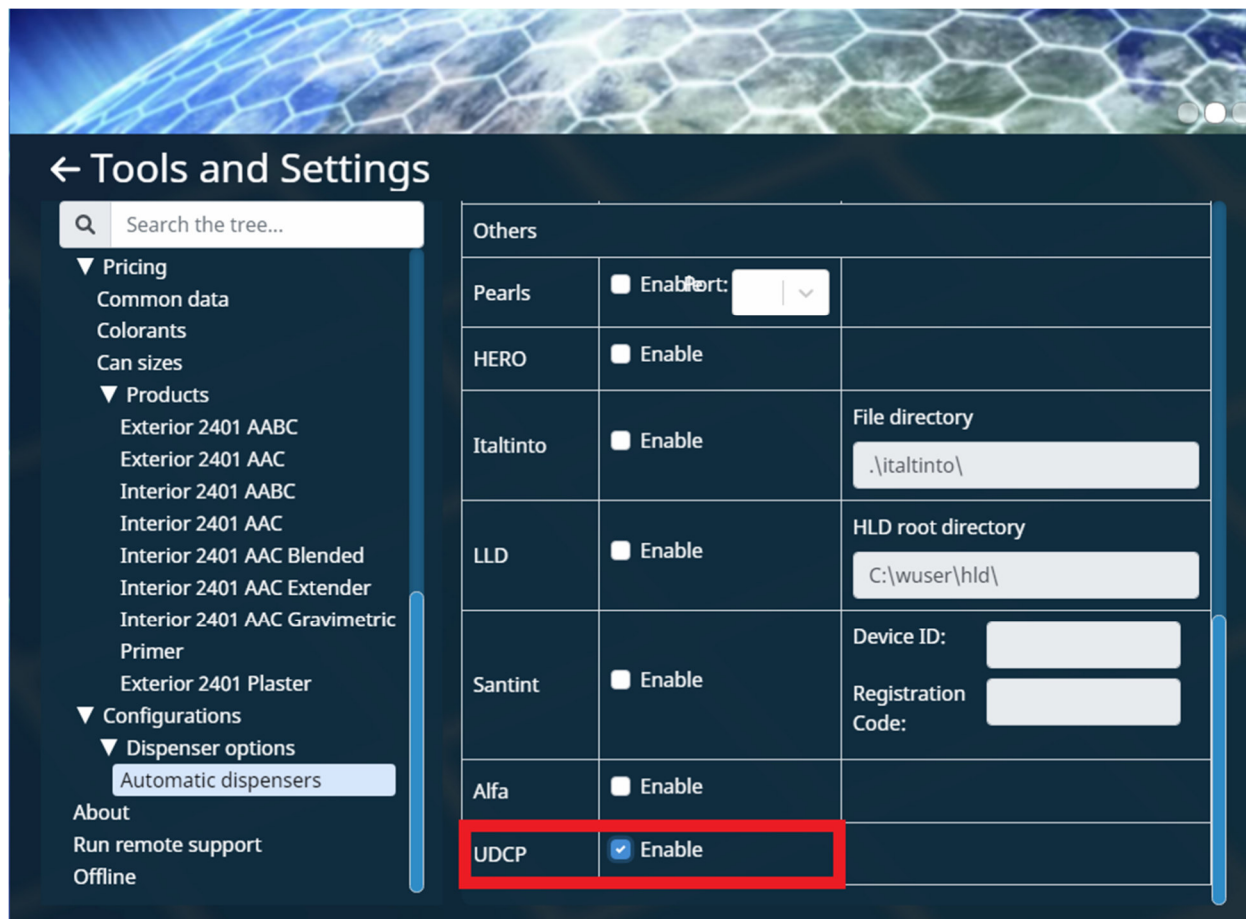 ← Tools and Settings
Search the tree...
▼ Pricing
Common data
Colorants
Can sizes
▼ Products
Exterior 2401 AABC
Exterior 2401 AAC
Interior 2401 AABC
Interior 2401 AAC
Interior 2401 AAC Blended
Interior 2401 AAC Extender
Interior 2401 AAC Gravimetric
Primer
Exterior 2401 Plaster
▼ Configurations
▼ Dispenser options
Automatic dispensers
About
Run remote support
Offline
Others
Pearls Enable Port:
HERO Enable
Italtinto Enable
File directory
.\italtinto\
LLD Enable
HLD root directory
C:\wuser\hld\
Santint Enable
Device ID:
Registration
Code:
Alfa Enable
UDCP Enable